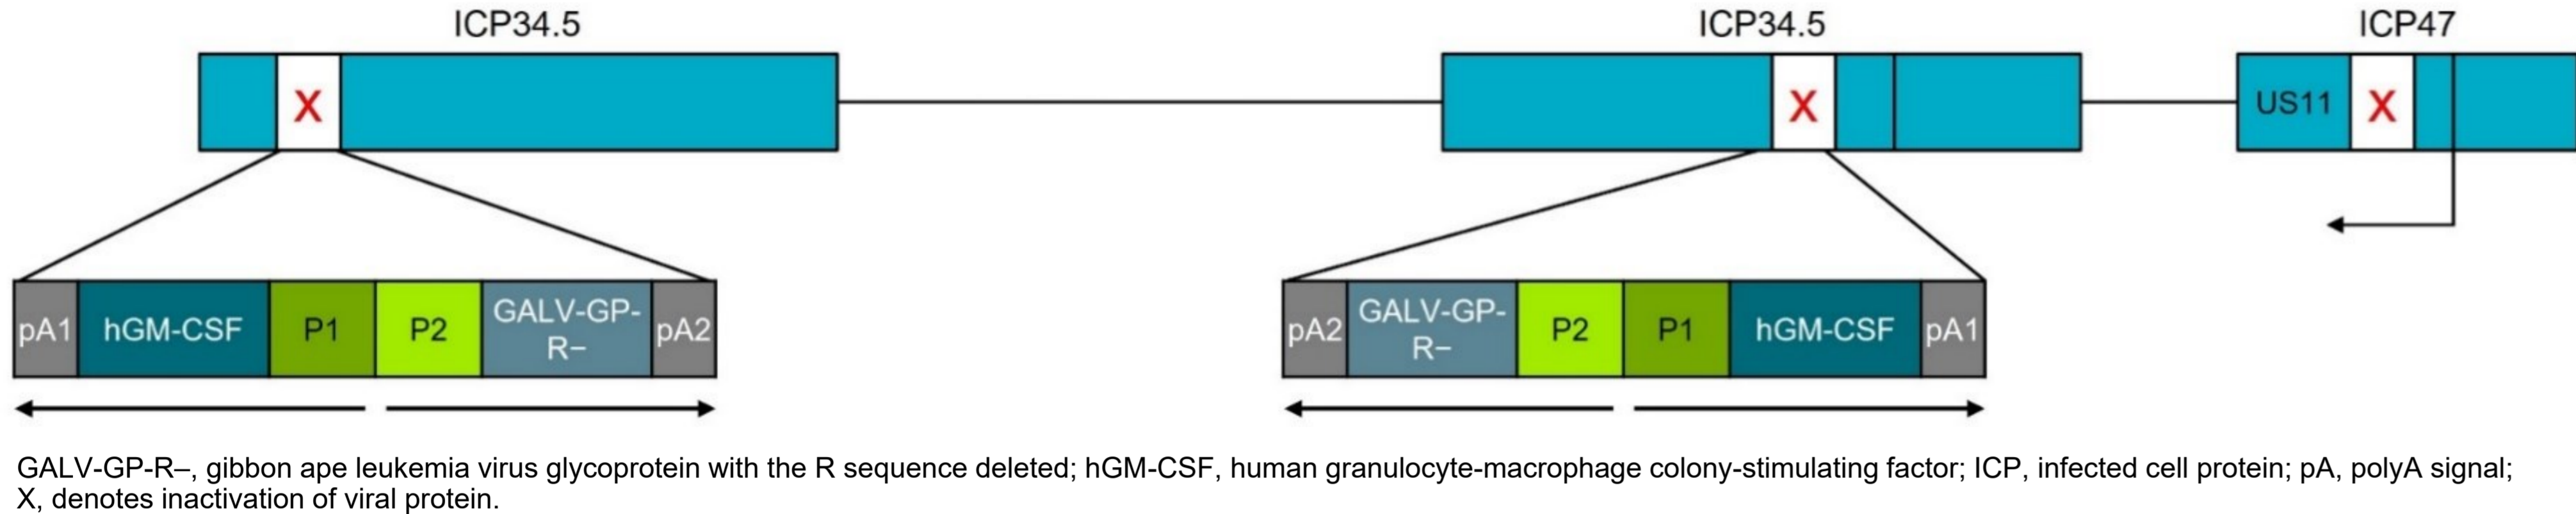 ICP34.5 ICP34.5 ICP47
X X US11 X
pA1 hGM-CSF P1 P2 GALV-GP- pA2 pA2 GALV-GP- P2 P1 hGM-CSF pA1
R– R–
GALV-GP-R–, gibbon ape leukemia virus glycoprotein with the R sequence deleted; hGM-CSF, human granulocyte-macrophage colony-stimulating factor; ICP, infected cell protein; pA, polyA signal;
X, denotes inactivation of viral protein.